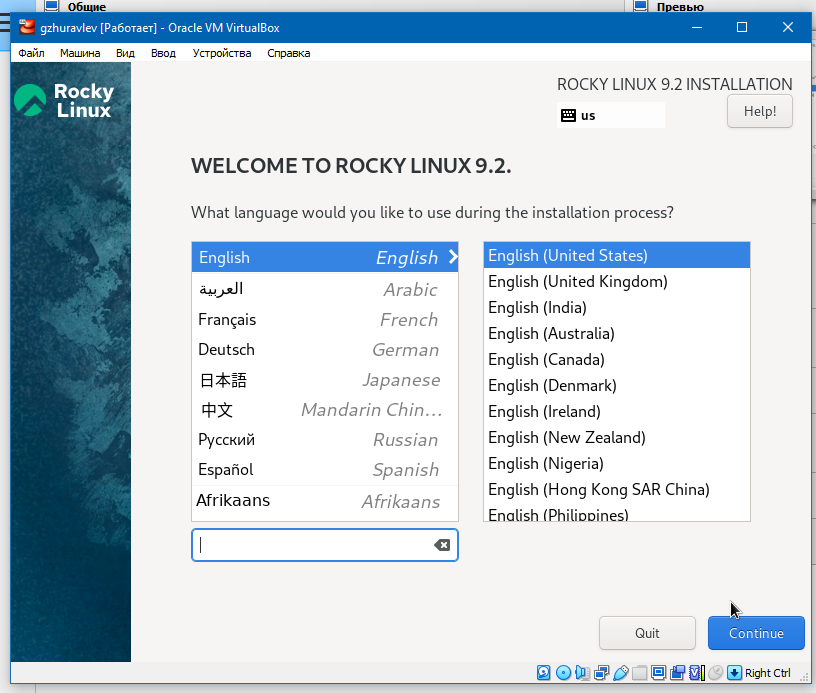 Общие
Превью
gzhuravlev [Работает] - Oracle VM VirtualBox
Файл Машина Вид Ввод Устройства Справка
Rocky
Linux
ROCKY LINUX 9.2 INSTALLATION
us
Help!
WELCOME TO ROCKY LINUX 9.2.
What language would you like to use during the installation process?
English English
العربية Arabic
Français French
Deutsch German
日本語 Japanese
中文 Mandarin Chin…
Русский Russian
Español Spanish
Afrikaans Afrikaans
English (United States)
English (United Kingdom)
English (India)
English (Australia)
English (Canada)
English (Denmark)
English (Ireland)
English (New Zealand)
English (Nigeria)
English (Hong Kong SAR China)
English (Philippines)
Quit
Continue
Right Ctrl